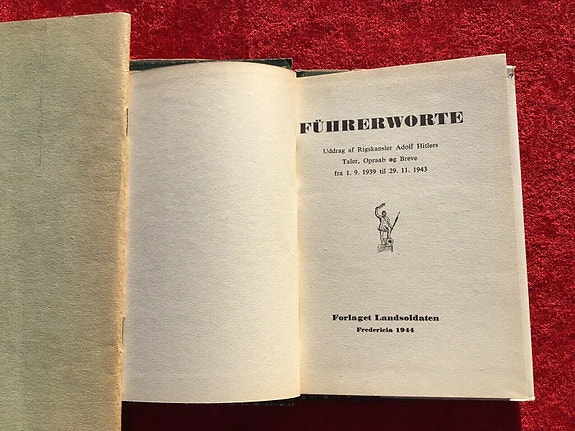 FÜHRERWORTE
Uddrag af Rigskansler Adolf Hitlers
Taler, Opraab og Breve
fra 1. 9. 1939 til 29. 11. 1943
Forlaget Landsoldaten
Fredericia 1944